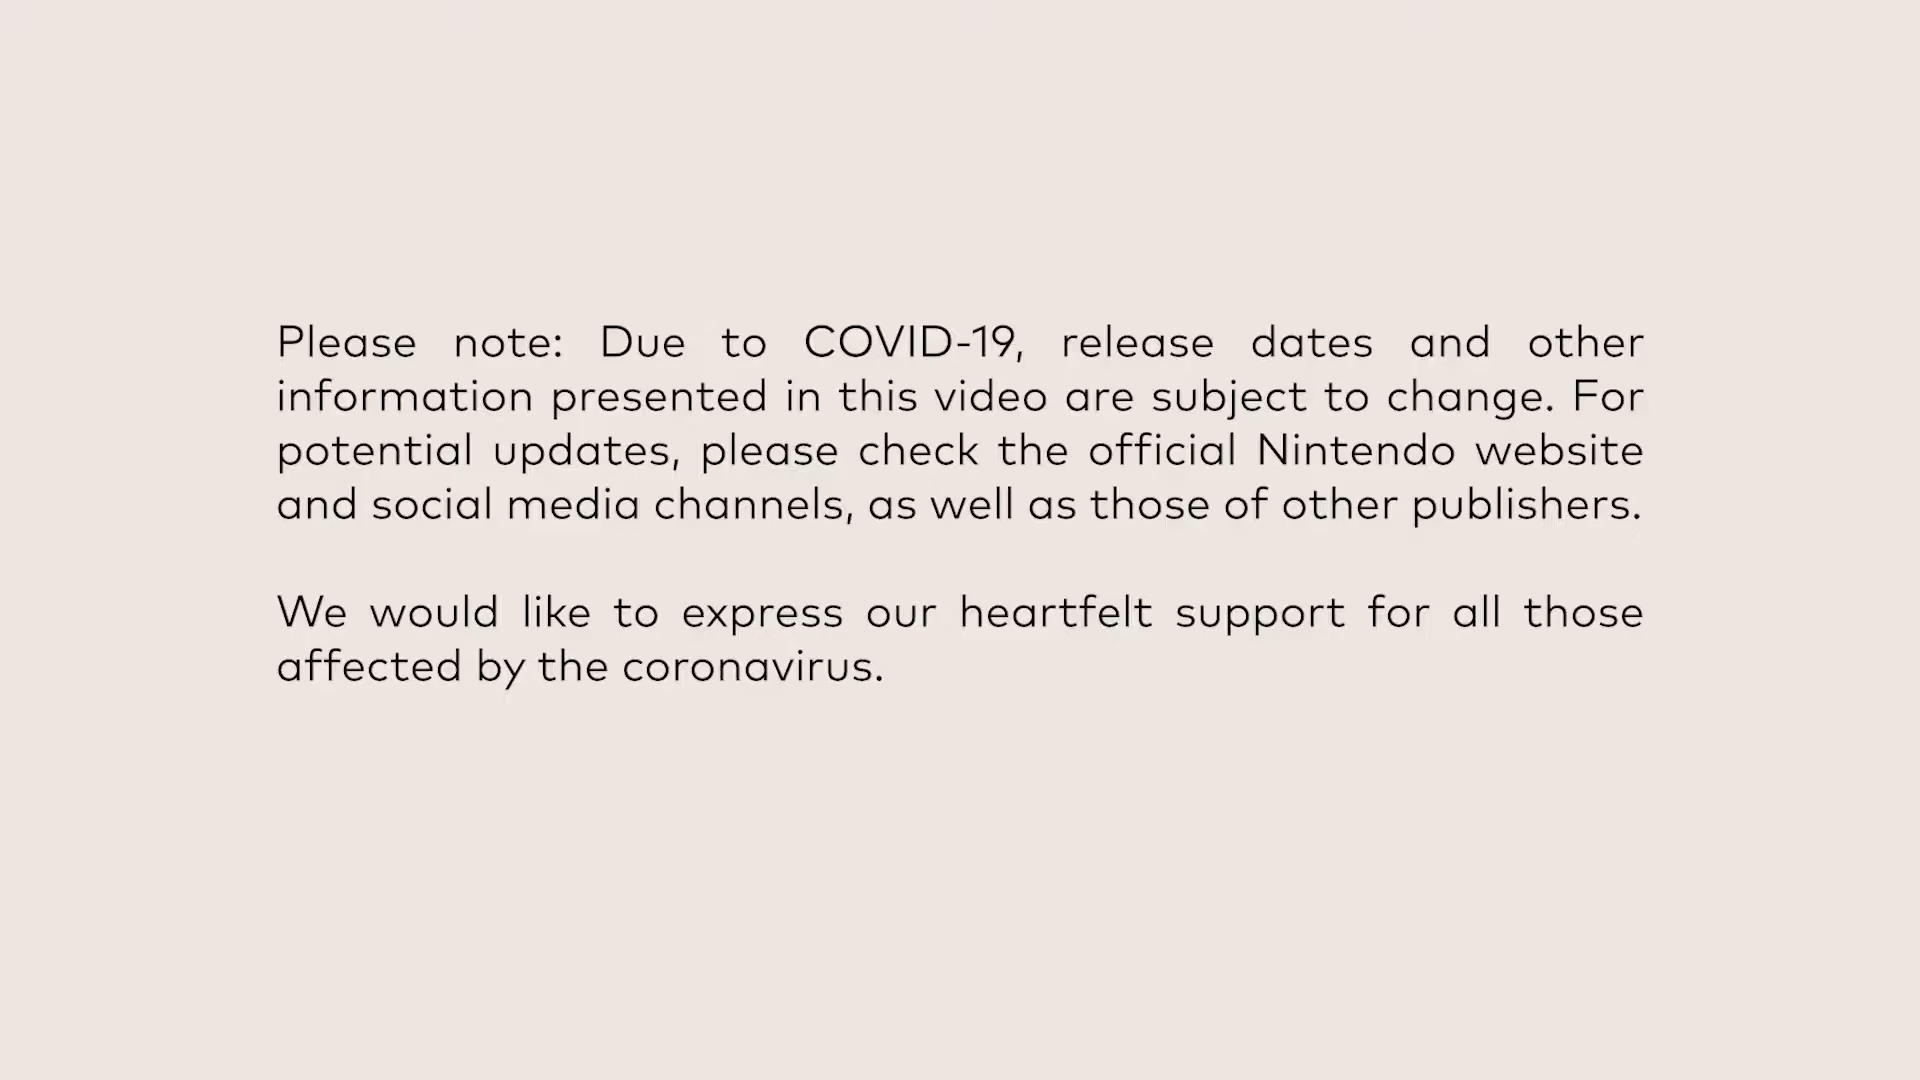 Please note: Due to COVID-19, release dates and other
information presented in this video are subject to change. For
potential updates, please check the official Nintendo website
and social media channels, as well as those of other publishers.
We would like to express our heartfelt support for all those
affected by the coronavirus.